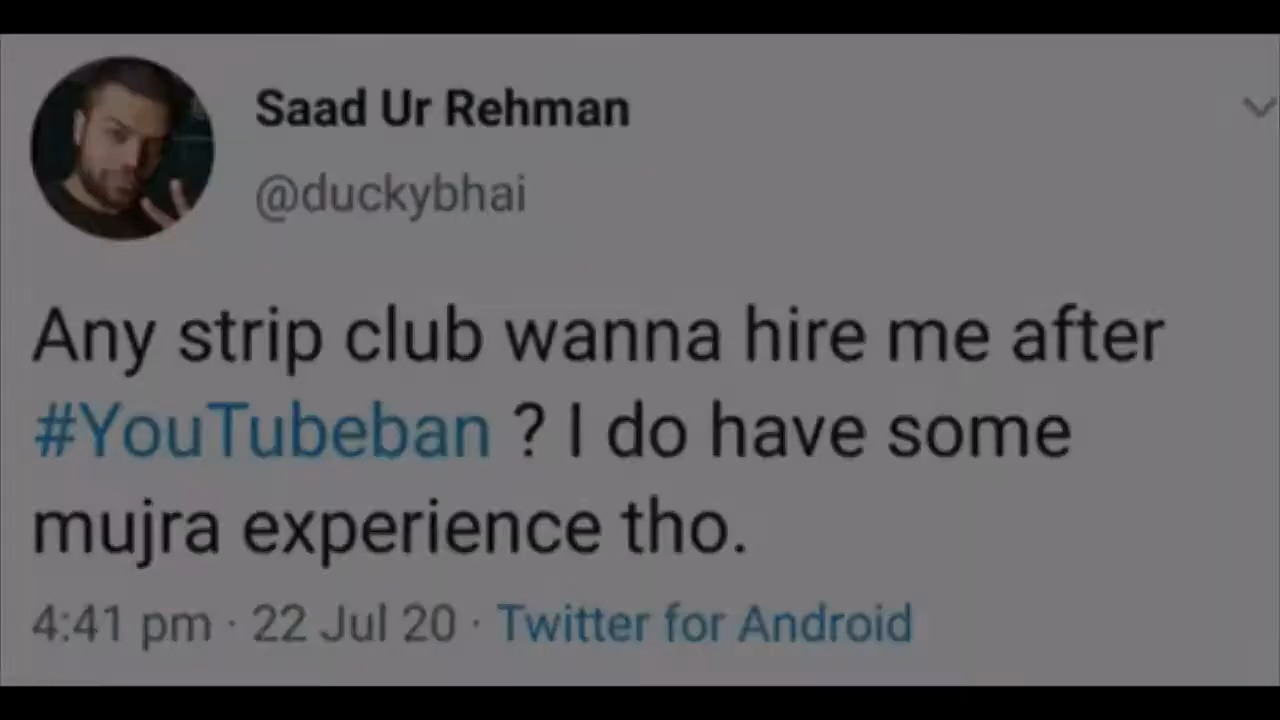 Saad Ur Rehman
@duckybhai
Any strip club wanna hire me after
#YouTubeban ? I do have some
mujra experience tho.
4:41 pm · 22 Jul 20 · Twitter for Android